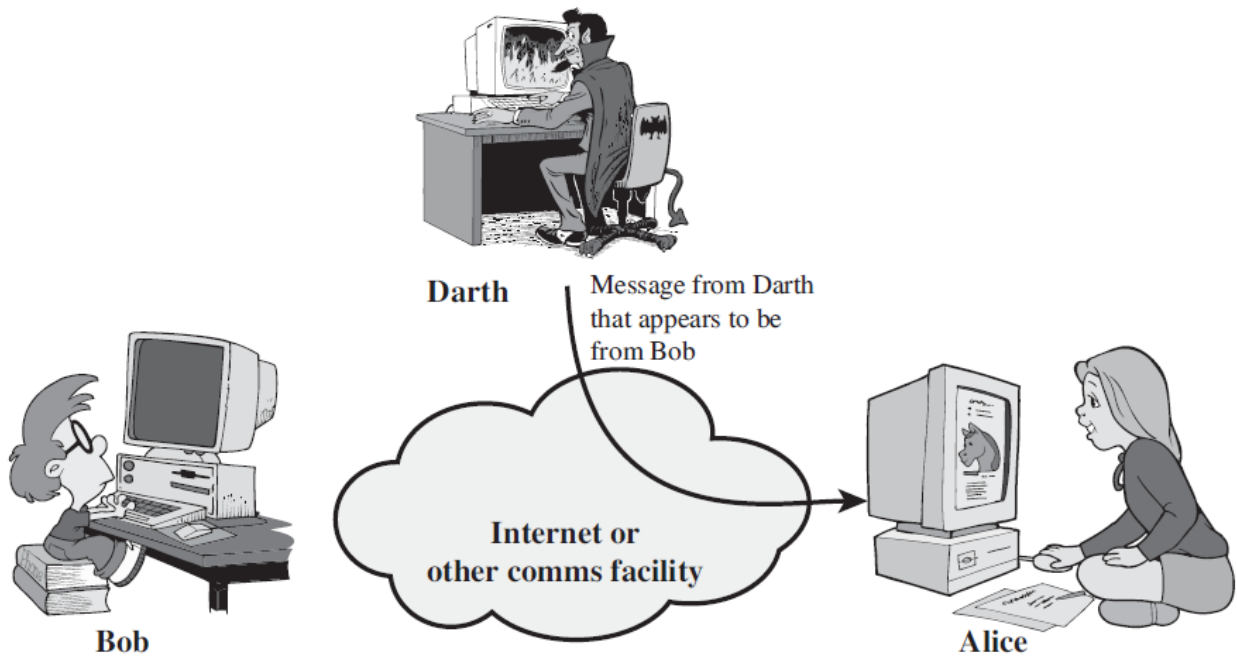 Darth
Message from Darth
that appears to be
from Bob
Internet or
other comms facility
Bob
Alice